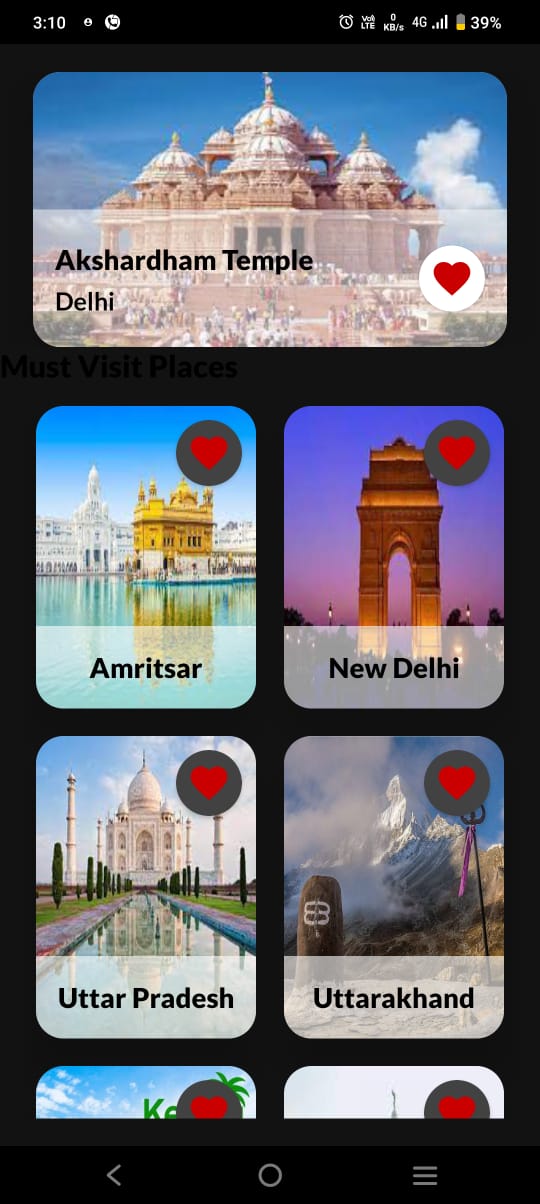 3:10
Vo)) 0 4G 39%
LTE KB/s
Akshardham Temple
Delhi
Must Visit Places
Amritsar
New Delhi
Uttar Pradesh
Uttarakhand
Ke